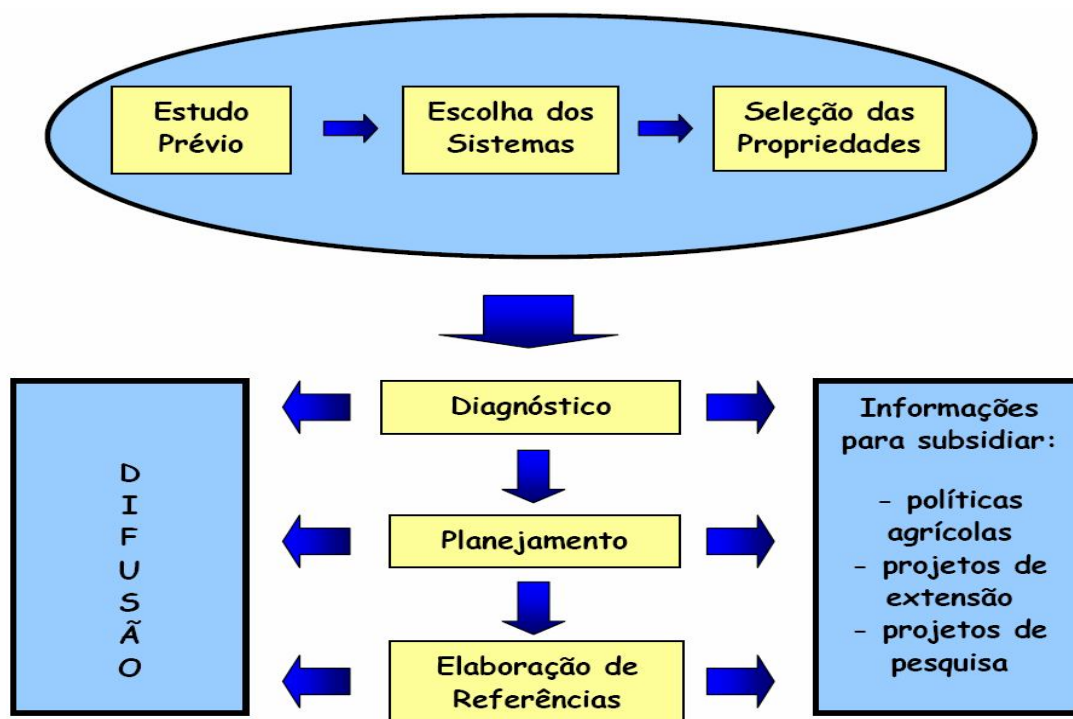 Estudo
Prévio
Escolha dos
Sistemas
Seleção das
Propriedades
D
I
F
U
S
Ã
O
Diagnóstico
Planejamento
Elaboração de
Referências
Informações
para subsidiar:
- políticas
agrícolas
- projetos de
extensão
- projetos de
pesquisa